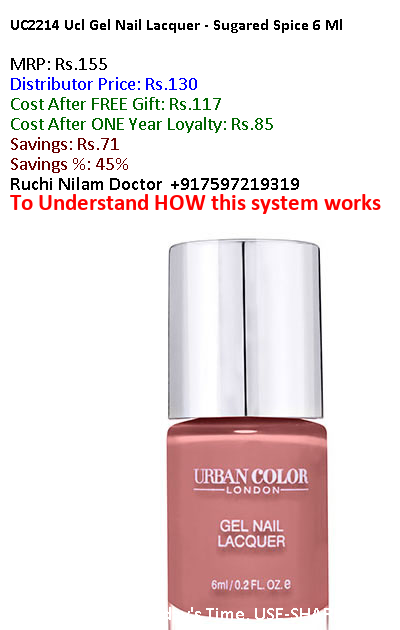 UC2214 Ucl Gel Nail Lacquer - Sugared Spice 6 Ml
MRP: Rs.155
Distributor Price: Rs.130
Cost After FREE Gift: Rs.117
Cost After ONE Year Loyalty: Rs.85
Savings: Rs.71
Savings %: 45%
Ruchi Nilam Doctor +917597219319
To Understand HOW this system works
URBAN COLOR
LONDON
GEL NAIL
LACQUER
6ml/0.2 FL. OZ. e
Time, USE-SHA